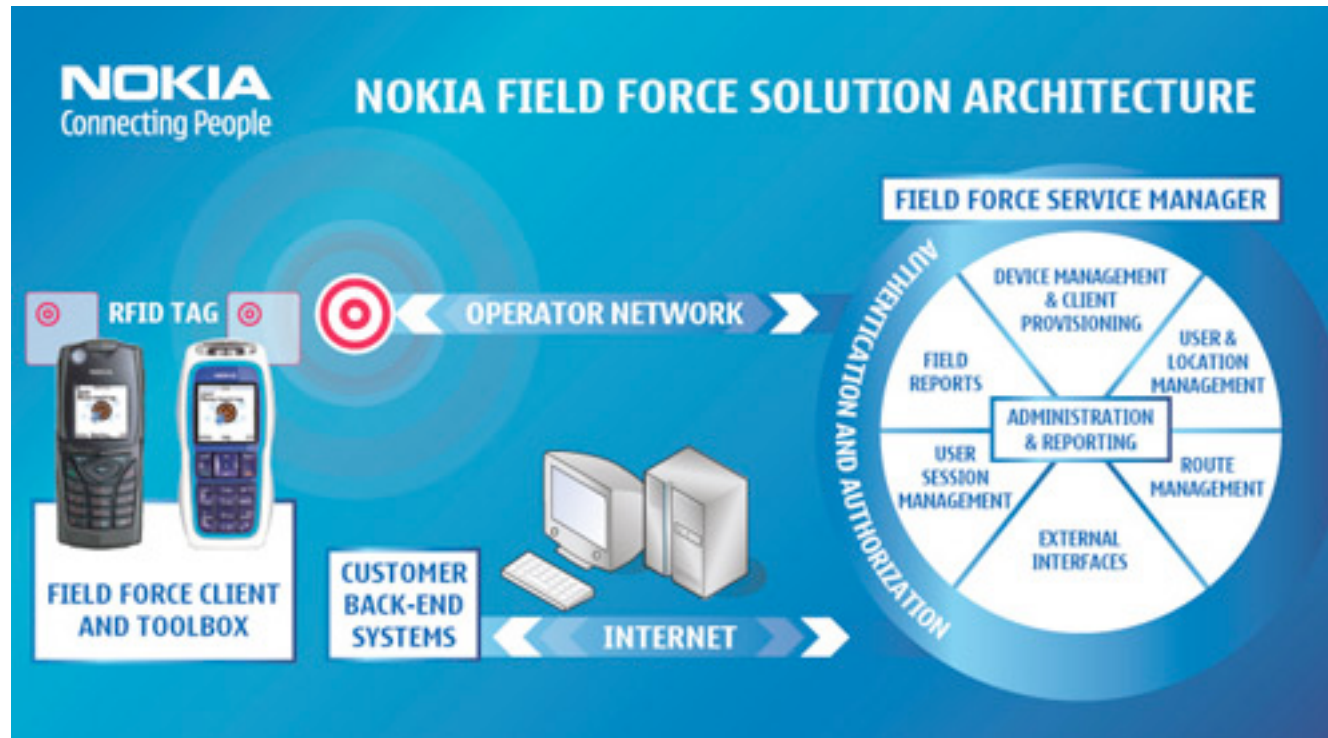 NOKIA
Connecting People
NOKIA FIELD FORCE SOLUTION ARCHITECTURE
FIELD FORCE SERVICE MANAGER
RFID TAG
OPERATOR NETWORK
AUTHENTICATION AND AUTHORIZATION
DEVICE MANAGEMENT
& CLIENT
PROVISIONING
USER &
LOCATION
MANAGEMENT
FIELD
REPORTS
ADMINISTRATION
& REPORTING
USER
SESSION
MANAGEMENT
ROUTE
MANAGEMENT
EXTERNAL
INTERFACES
FIELD FORCE CLIENT
AND TOOLBOX
CUSTOMER
BACK-END
SYSTEMS
INTERNET